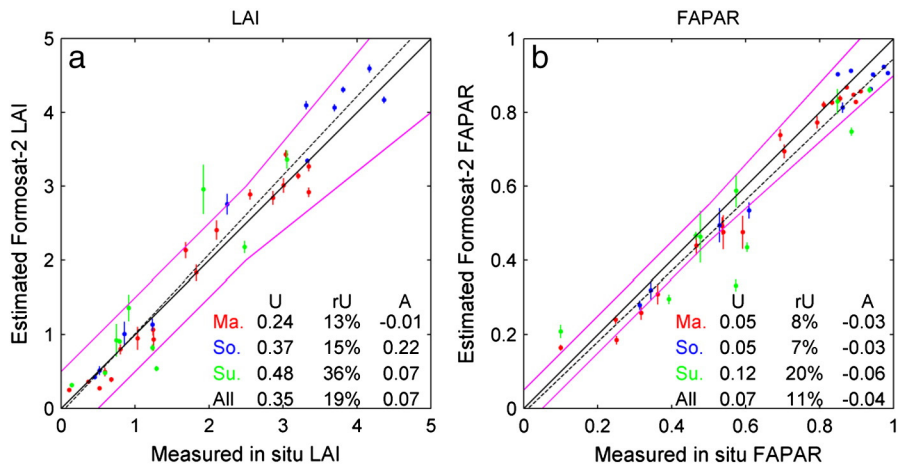 LAI
a
5
4
3
2
1
0
0 1 2 3 4 5
Estimated Formosat-2 LAI
Measured in situ LAI
U rU A
Ma. 0.24 13% -0.01
So. 0.37 15% 0.22
Su. 0.48 36% 0.07
All 0.35 19% 0.07
FAPAR
b
1
0.8
0.6
0.4
0.2
0
0 0.2 0.4 0.6 0.8 1
Estimated Formosat-2 FAPAR
Measured in situ FAPAR
U rU A
Ma. 0.05 8% -0.03
So. 0.05 7% -0.03
Su. 0.12 20% -0.06
All 0.07 11% -0.04